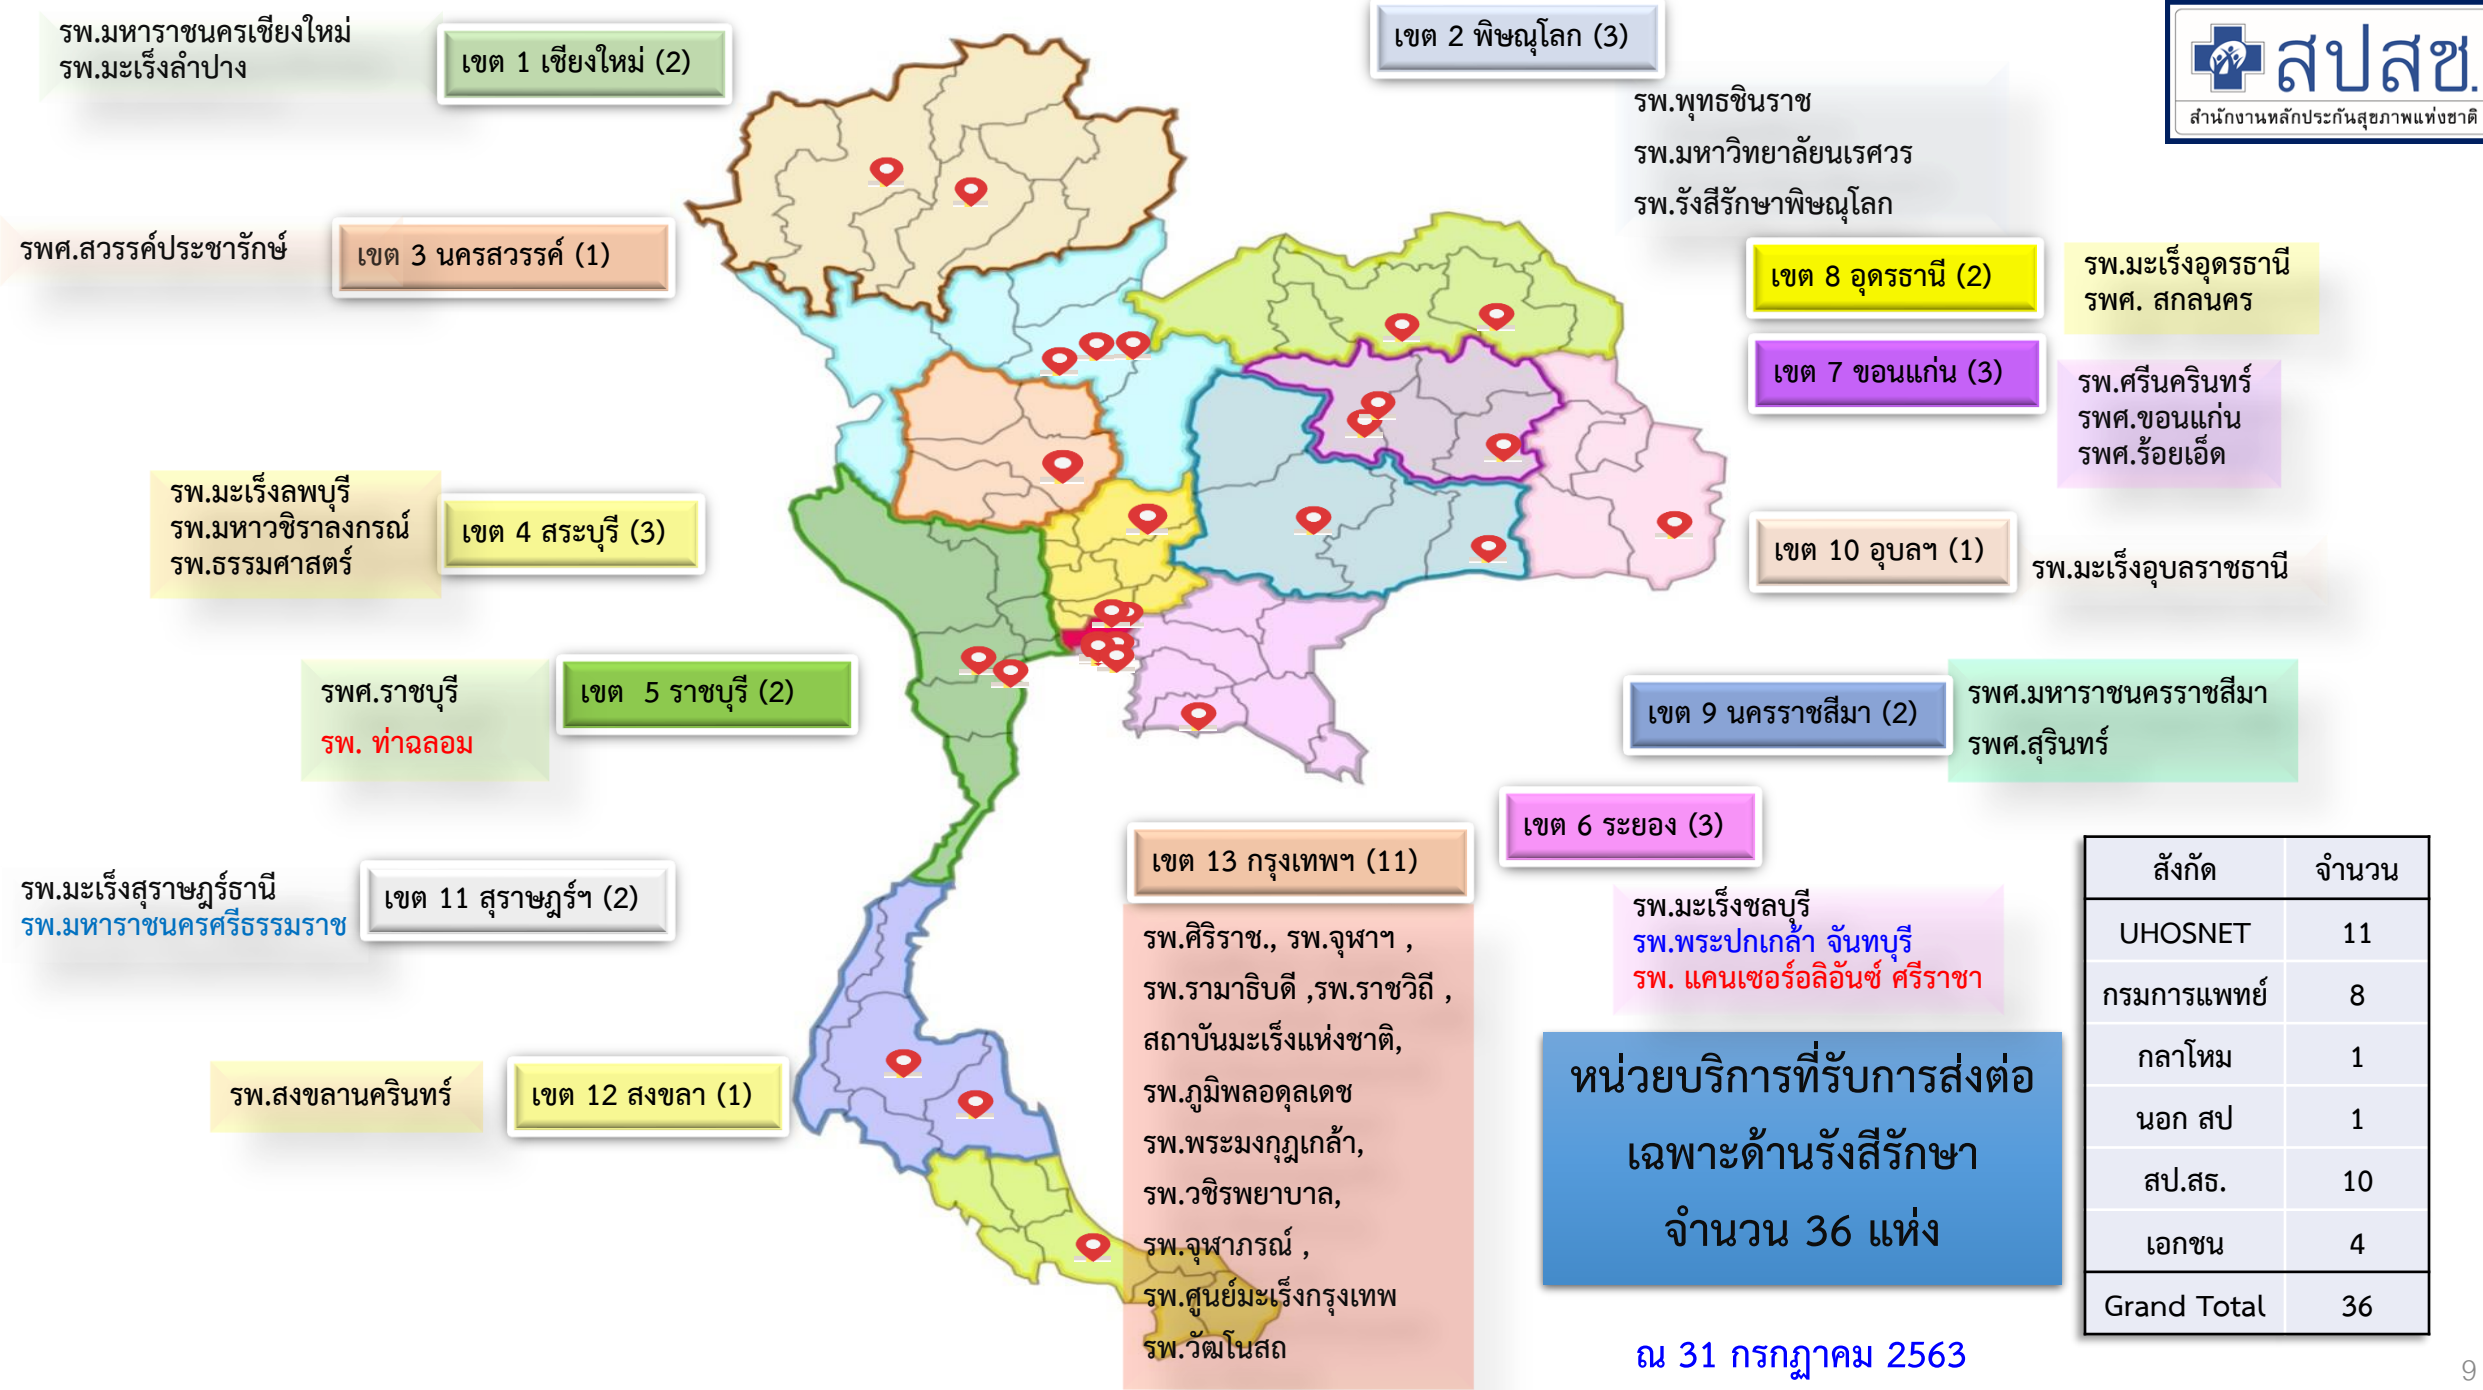 รพ.มหาราชนครเชียงใหม่
รพ.มะเร็งลำปาง
เขต 1 เชียงใหม่ (2)
เขต 2 พิษณุโลก (3)
รพ.พุทธชินราช
รพ.มหาวิทยาลัยนเรศวร
รพ.รังสีรักษาพิษณุโลก
สปสช.
สำนักงานหลักประกันสุขภาพแห่งชาติ
รพศ.สวรรค์ประชารักษ์
เขต 3 นครสวรรค์ (1)
เขต 8 อุดรธานี (2)
รพ.มะเร็งอุดรธานี
รพศ. สกลนคร
เขต 7 ขอนแก่น (3)
รพ.ศรีนครินทร์
รพศ.ขอนแก่น
รพศ.ร้อยเอ็ด
รพ.มะเร็งลพบุรี
รพ.มหาวชิราลงกรณ์
รพ.ธรรมศาสตร์
เขต 4 สระบุรี (3)
เขต 10 อุบลฯ (1)
รพ.มะเร็งอุบลราชธานี
รพศ.ราชบุรี
รพ. ท่าฉลอม
เขต  5 ราชบุรี (2)
เขต 9 นครราชสีมา (2)
รพศ.มหาราชนครราชสีมา
รพศ.สุรินทร์
เขต 6 ระยอง (3)
รพ.มะเร็งชลบุรี
รพ.พระปกเกล้า จันทบุรี
รพ. แคนเซอร์อลิอันซ์ ศรีราชา
รพ.มะเร็งสุราษฎร์ธานี
รพ.มหาราชนครศรีธรรมราช
เขต 11 สุราษฎร์ฯ (2)
เขต 13 กรุงเทพฯ (11)
รพ.ศิริราช., รพ.จุฬาฯ ,
รพ.รามาธิบดี ,รพ.ราชวิถี ,
สถาบันมะเร็งแห่งชาติ,
รพ.ภูมิพลอดุลเดช
รพ.พระมงกุฎเกล้า,
รพ.วชิรพยาบาล,
รพ.จุฬาภรณ์ ,
รพ.ศูนย์มะเร็งกรุงเทพ
รพ.วัฒโนสถ
รพ.สงขลานครินทร์
เขต 12 สงขลา (1)
หน่วยบริการที่รับการส่งต่อ
เฉพาะด้านรังสีรักษา
จำนวน 36 แห่ง
ณ 31 กรกฏาคม 2563
สังกัด จำนวน
UHOSNET 11
กรมการแพทย์ 8
กลาโหม 1
นอก สป 1
สป.สธ. 10
เอกชน 4
Grand Total 36
9